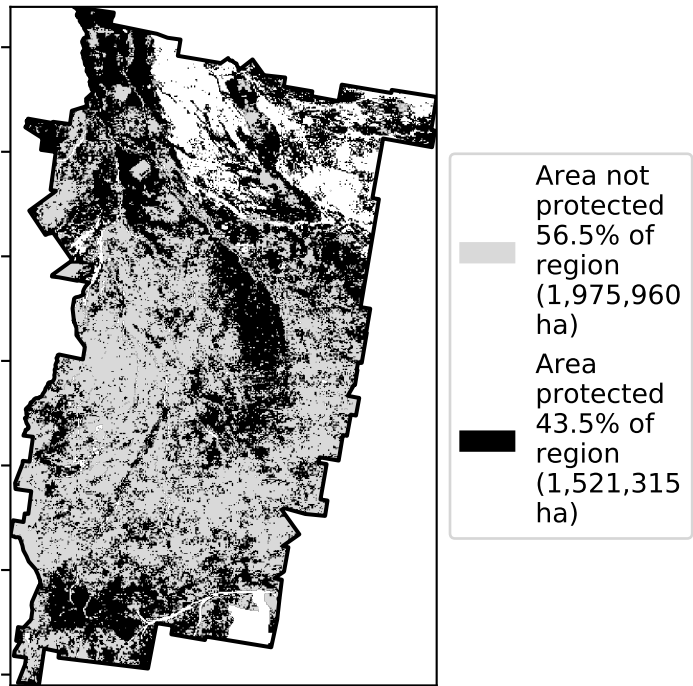 Area not
protected
56.5% of
region
(1,975,960
ha)
Area
protected
43.5% of
region
(1,521,315
ha)